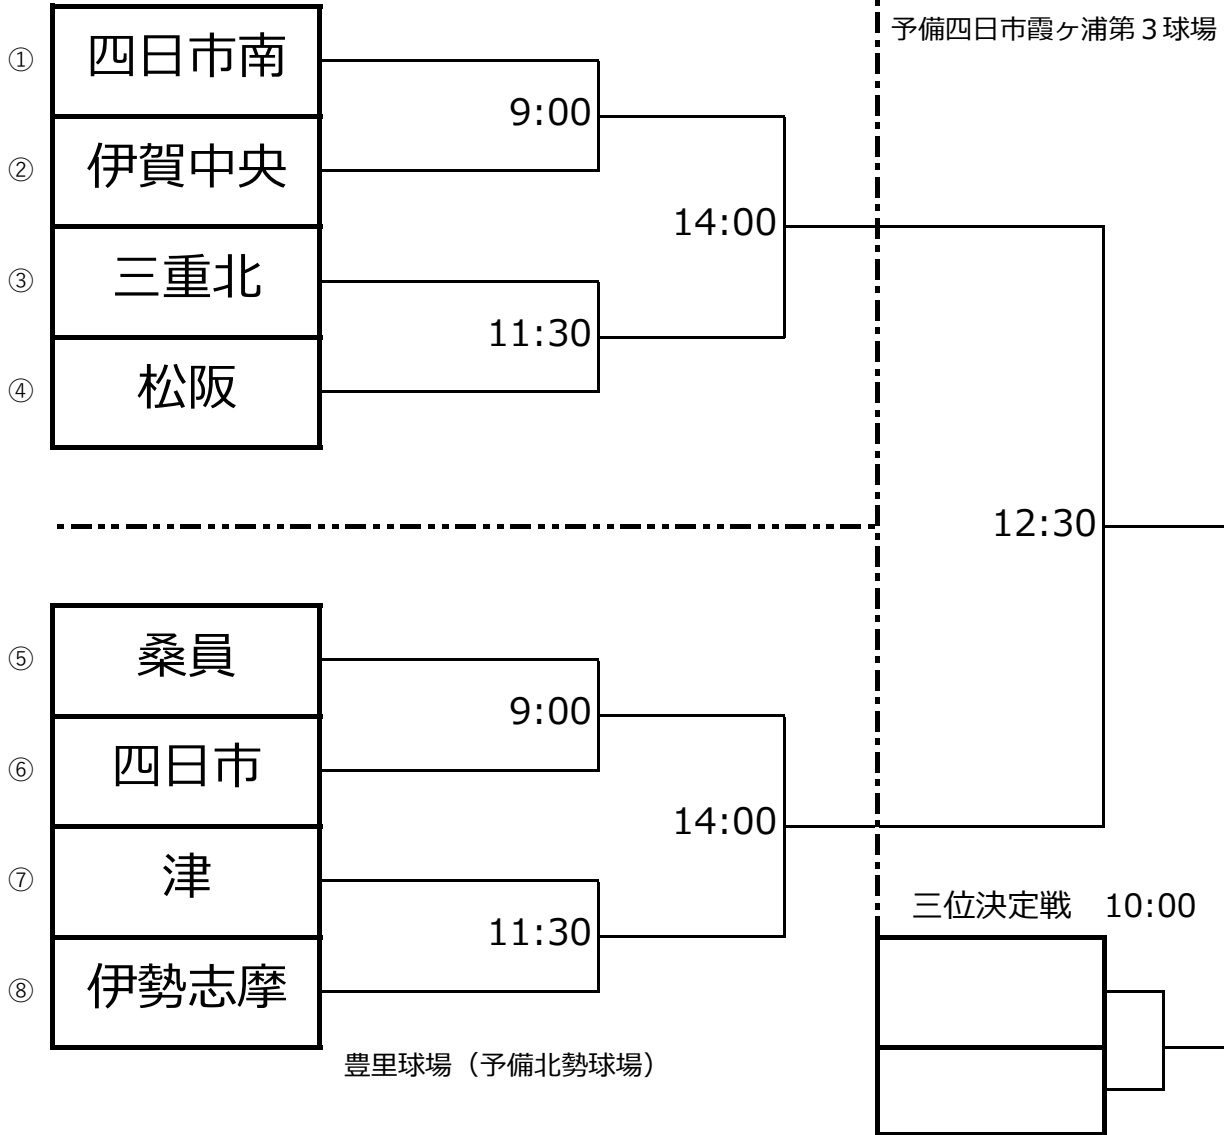 予備四日市霞ヶ浦第３球場
① 四日市南
9:00
② 伊賀中央
14:00
③ 三重北
11:30
④ 松阪
12:30
⑤ 桑員
9:00
⑥ 四日市
14:00
⑦ 津
三位決定戦 10:00
11:30
⑧ 伊勢志摩
豊里球場（予備北勢球場）